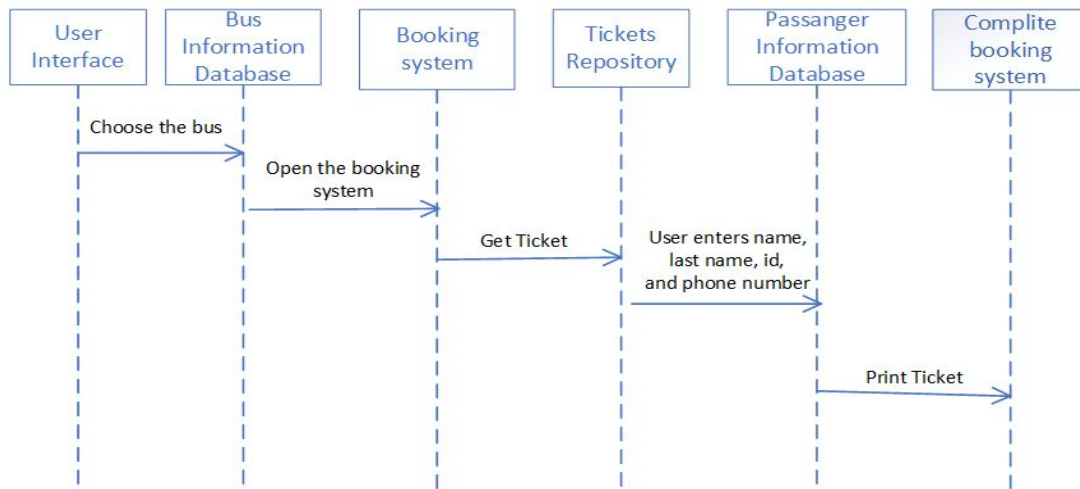 User
Interface
Bus
Information
Database
Booking
system
Tickets
Repository
Passanger
Information
Database
Complite
booking
system
Choose the bus
Open the booking
system
Get Ticket
User enters name,
last name, id,
and phone number
Print Ticket